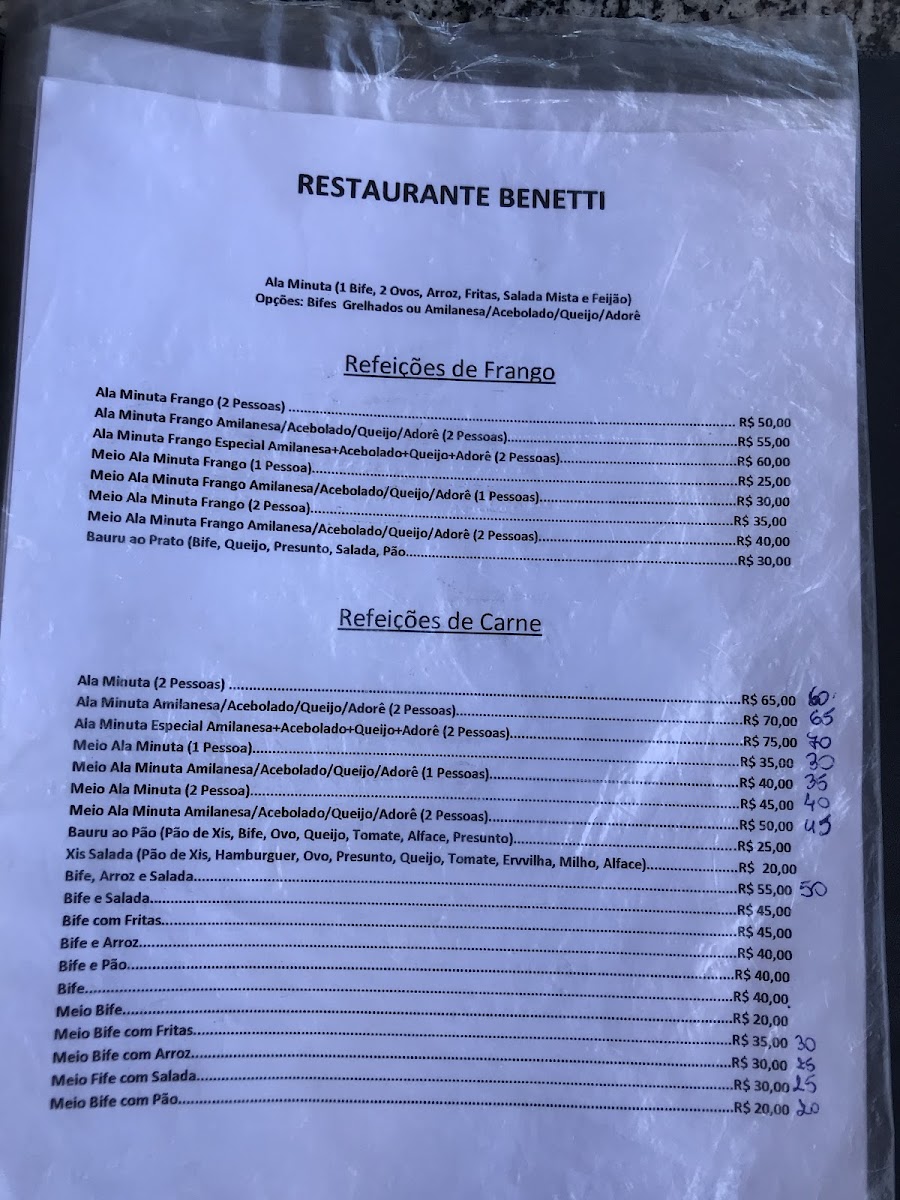 RESTAURANTE BENETTI
Ala Minuta (1 Bife, 2 Ovos, Arroz, Fritas, Salada Mista e Feijão)
Opções: Bifes Grelhados ou Amilanesa/Acebolado/Queijo/Adorê
Refeições de Frango
Ala Minuta Frango (2 Pessoas) ........ R$ 50,00
Ala Minuta Frango Amilanesa/Acebolado/Queijo/Adorê (2 Pessoas)........R$ 55,00
Ala Minuta Frango Especial Amilanesa+Acebolado+Queijo+Adorê (2 Pessoas)........R$ 60,00
Meio Ala Minuta Frango (1 Pessoa)........R$ 25,00
Meio Ala Minuta Frango Amilanesa/Acebolado/Queijo/Adorê (1 Pessoas)........R$ 30,00
Meio Ala Minuta Frango (2 Pessoa)........R$ 35,00
Meio Ala Minuta Frango Amilanesa/Acebolado/Queijo/Adorê (2 Pessoas)........R$ 40,00
Bauru ao Prato (Bife, Queijo, Presunto, Salada, Pão........R$ 30,00
Refeições de Carne
Ala Minuta (2 Pessoas) ........R$ 65,00 60
Ala Minuta Amilanesa/Acebolado/Queijo/Adorê (2 Pessoas)........R$ 70,00 65
Ala Minuta Especial Amilanesa+Acebolado+Queijo+Adorê (2 Pessoas)........R$ 75,00 70
Meio Ala Minuta (1 Pessoa)........R$ 35,00 30
Meio Ala Minuta Amilanesa/Acebolado/Queijo/Adorê (1 Pessoas)........R$ 40,00 35
Meio Ala Minuta (2 Pessoa)........R$ 45,00 40
Meio Ala Minuta Amilanesa/Acebolado/Queijo/Adorê (2 Pessoas)........R$ 50,00 45
Bauru ao Pão (Pão de Xis, Bife, Ovo, Queijo, Tomate, Alface, Presunto)........R$ 25,00
Xis Salada (Pão de Xis, Hamburguer, Ovo, Presunto, Queijo, Tomate, Ervvilha, Milho, Alface)........R$ 20,00
Bife, Arroz e Salada........R$ 55,00 50
Bife e Salada........R$ 45,00
Bife com Fritas........R$ 45,00
Bife e Arroz........R$ 40,00
Bife e Pão........R$ 40,00
Bife........R$ 40,00
Meio Bife........R$ 20,00
Meio Bife com Fritas........R$ 35,00 30
Meio Bife com Arroz........R$ 30,00 25
Meio Fife com Salada........R$ 30,00 25
Meio Bife com Pão........R$ 20,00 20